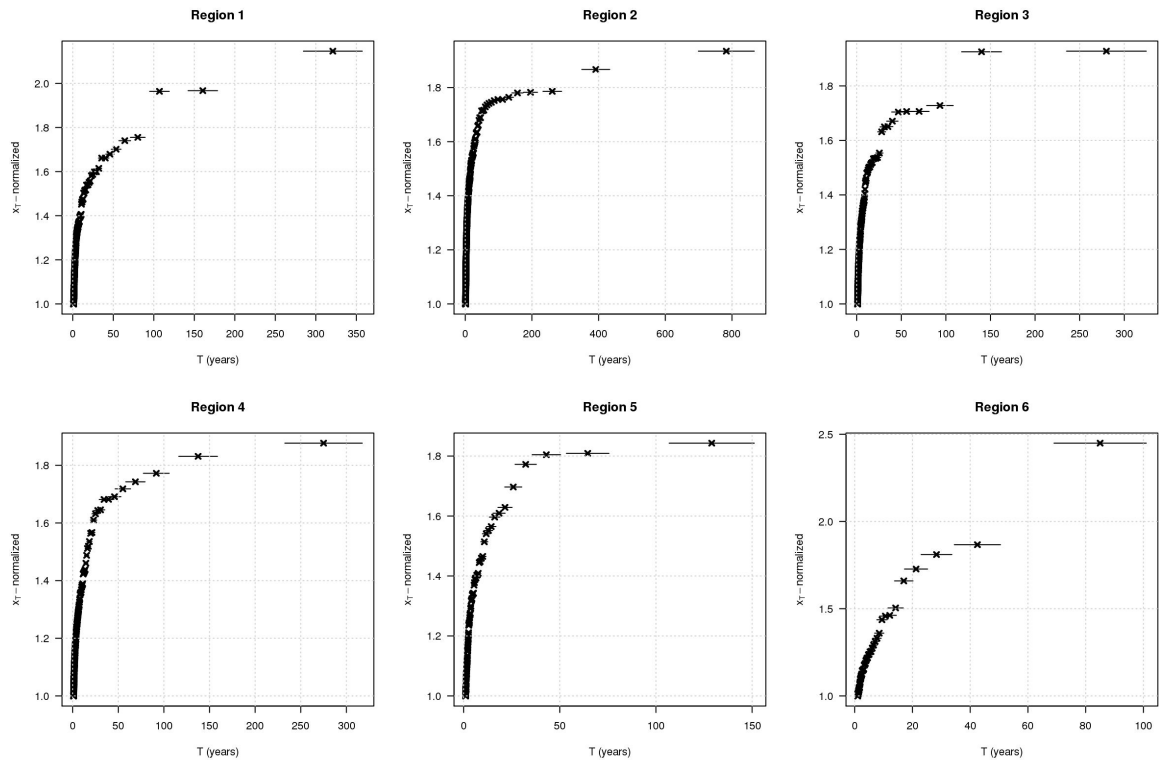 Region 1
2.0
1.8
1.6
1.4
1.2
1.0
x_T − normalized
0 50 100 150 200 250 300 350
T (years)
Region 2
1.8
1.6
1.4
1.2
1.0
x_T − normalized
0 200 400 600 800
T (years)
Region 3
1.8
1.6
1.4
1.2
1.0
x_T − normalized
0 50 100 150 200 250 300
T (years)
Region 4
1.8
1.6
1.4
1.2
1.0
x_T − normalized
0 50 100 150 200 250 300
T (years)
Region 5
1.8
1.6
1.4
1.2
1.0
x_T − normalized
0 50 100 150
T (years)
Region 6
2.5
2.0
1.5
1.0
x_T − normalized
0 20 40 60 80 100
T (years)